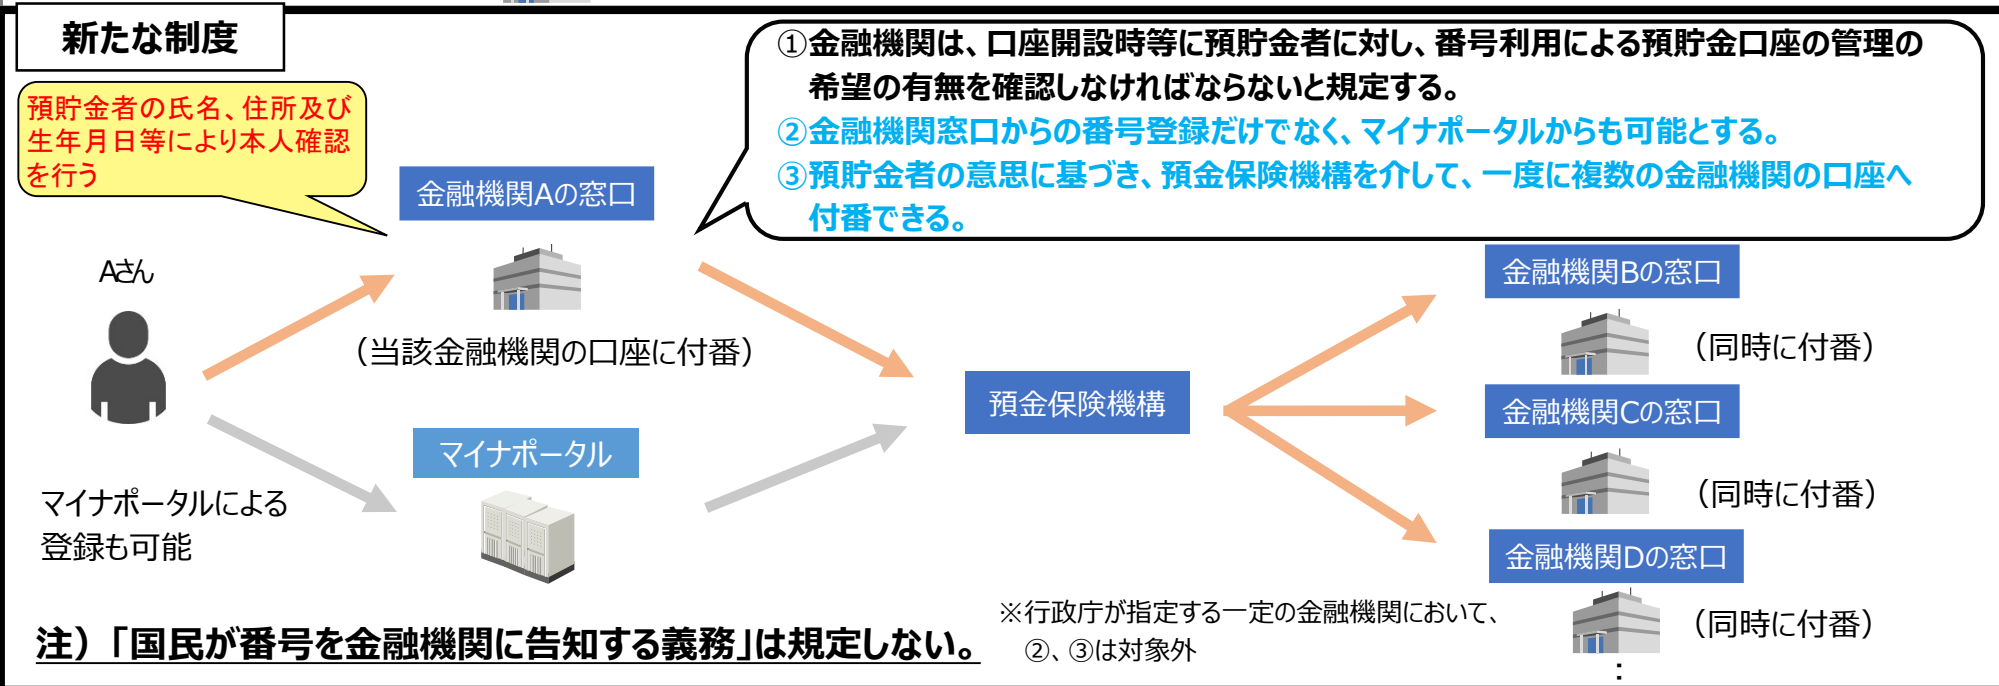 新たな制度
①金融機関は、口座開設時等に預貯金者に対し、番号利用による預貯金口座の管理の
希望の有無を確認しなければならないと規定する。
②金融機関窓口からの番号登録だけでなく、マイナポータルからも可能とする。
③預貯金者の意思に基づき、預金保険機構を介して、一度に複数の金融機関の口座へ
付番できる。
預貯金者の氏名、住所及び
生年月日等により本人確認
を行う
金融機関Aの窓口
Aさん
（当該金融機関の口座に付番）
マイナポータル
マイナポータルによる
登録も可能
預金保険機構
金融機関Bの窓口
（同時に付番）
金融機関Cの窓口
（同時に付番）
金融機関Dの窓口
（同時に付番）
：
※行政庁が指定する一定の金融機関において、
②、③は対象外
注）「国民が番号を金融機関に告知する義務」は規定しない。